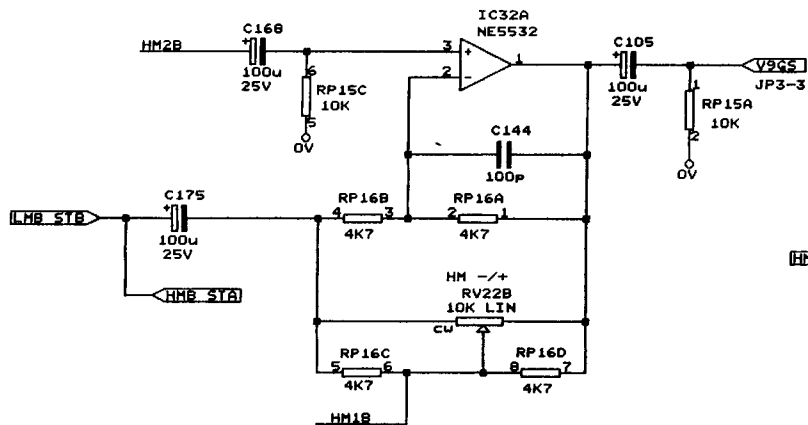 IC32A
NE5532
C168
HM2B
+
100u
25V
3
+
1
2
-
6
RP15C
10K
5
0V
C105
+
100u
25V
V9GS
JP3-3
1
RP15A
10K
2
0V
C144
100p
C175
LMB STB
+
100u
25V
RP16B
4
3
4K7
RP16A
2
1
4K7
HMB STA
HM -/+
RV22B
10K LIN
CW
RP16C
5
6
4K7
RP16D
8
7
4K7
HM1B
HM